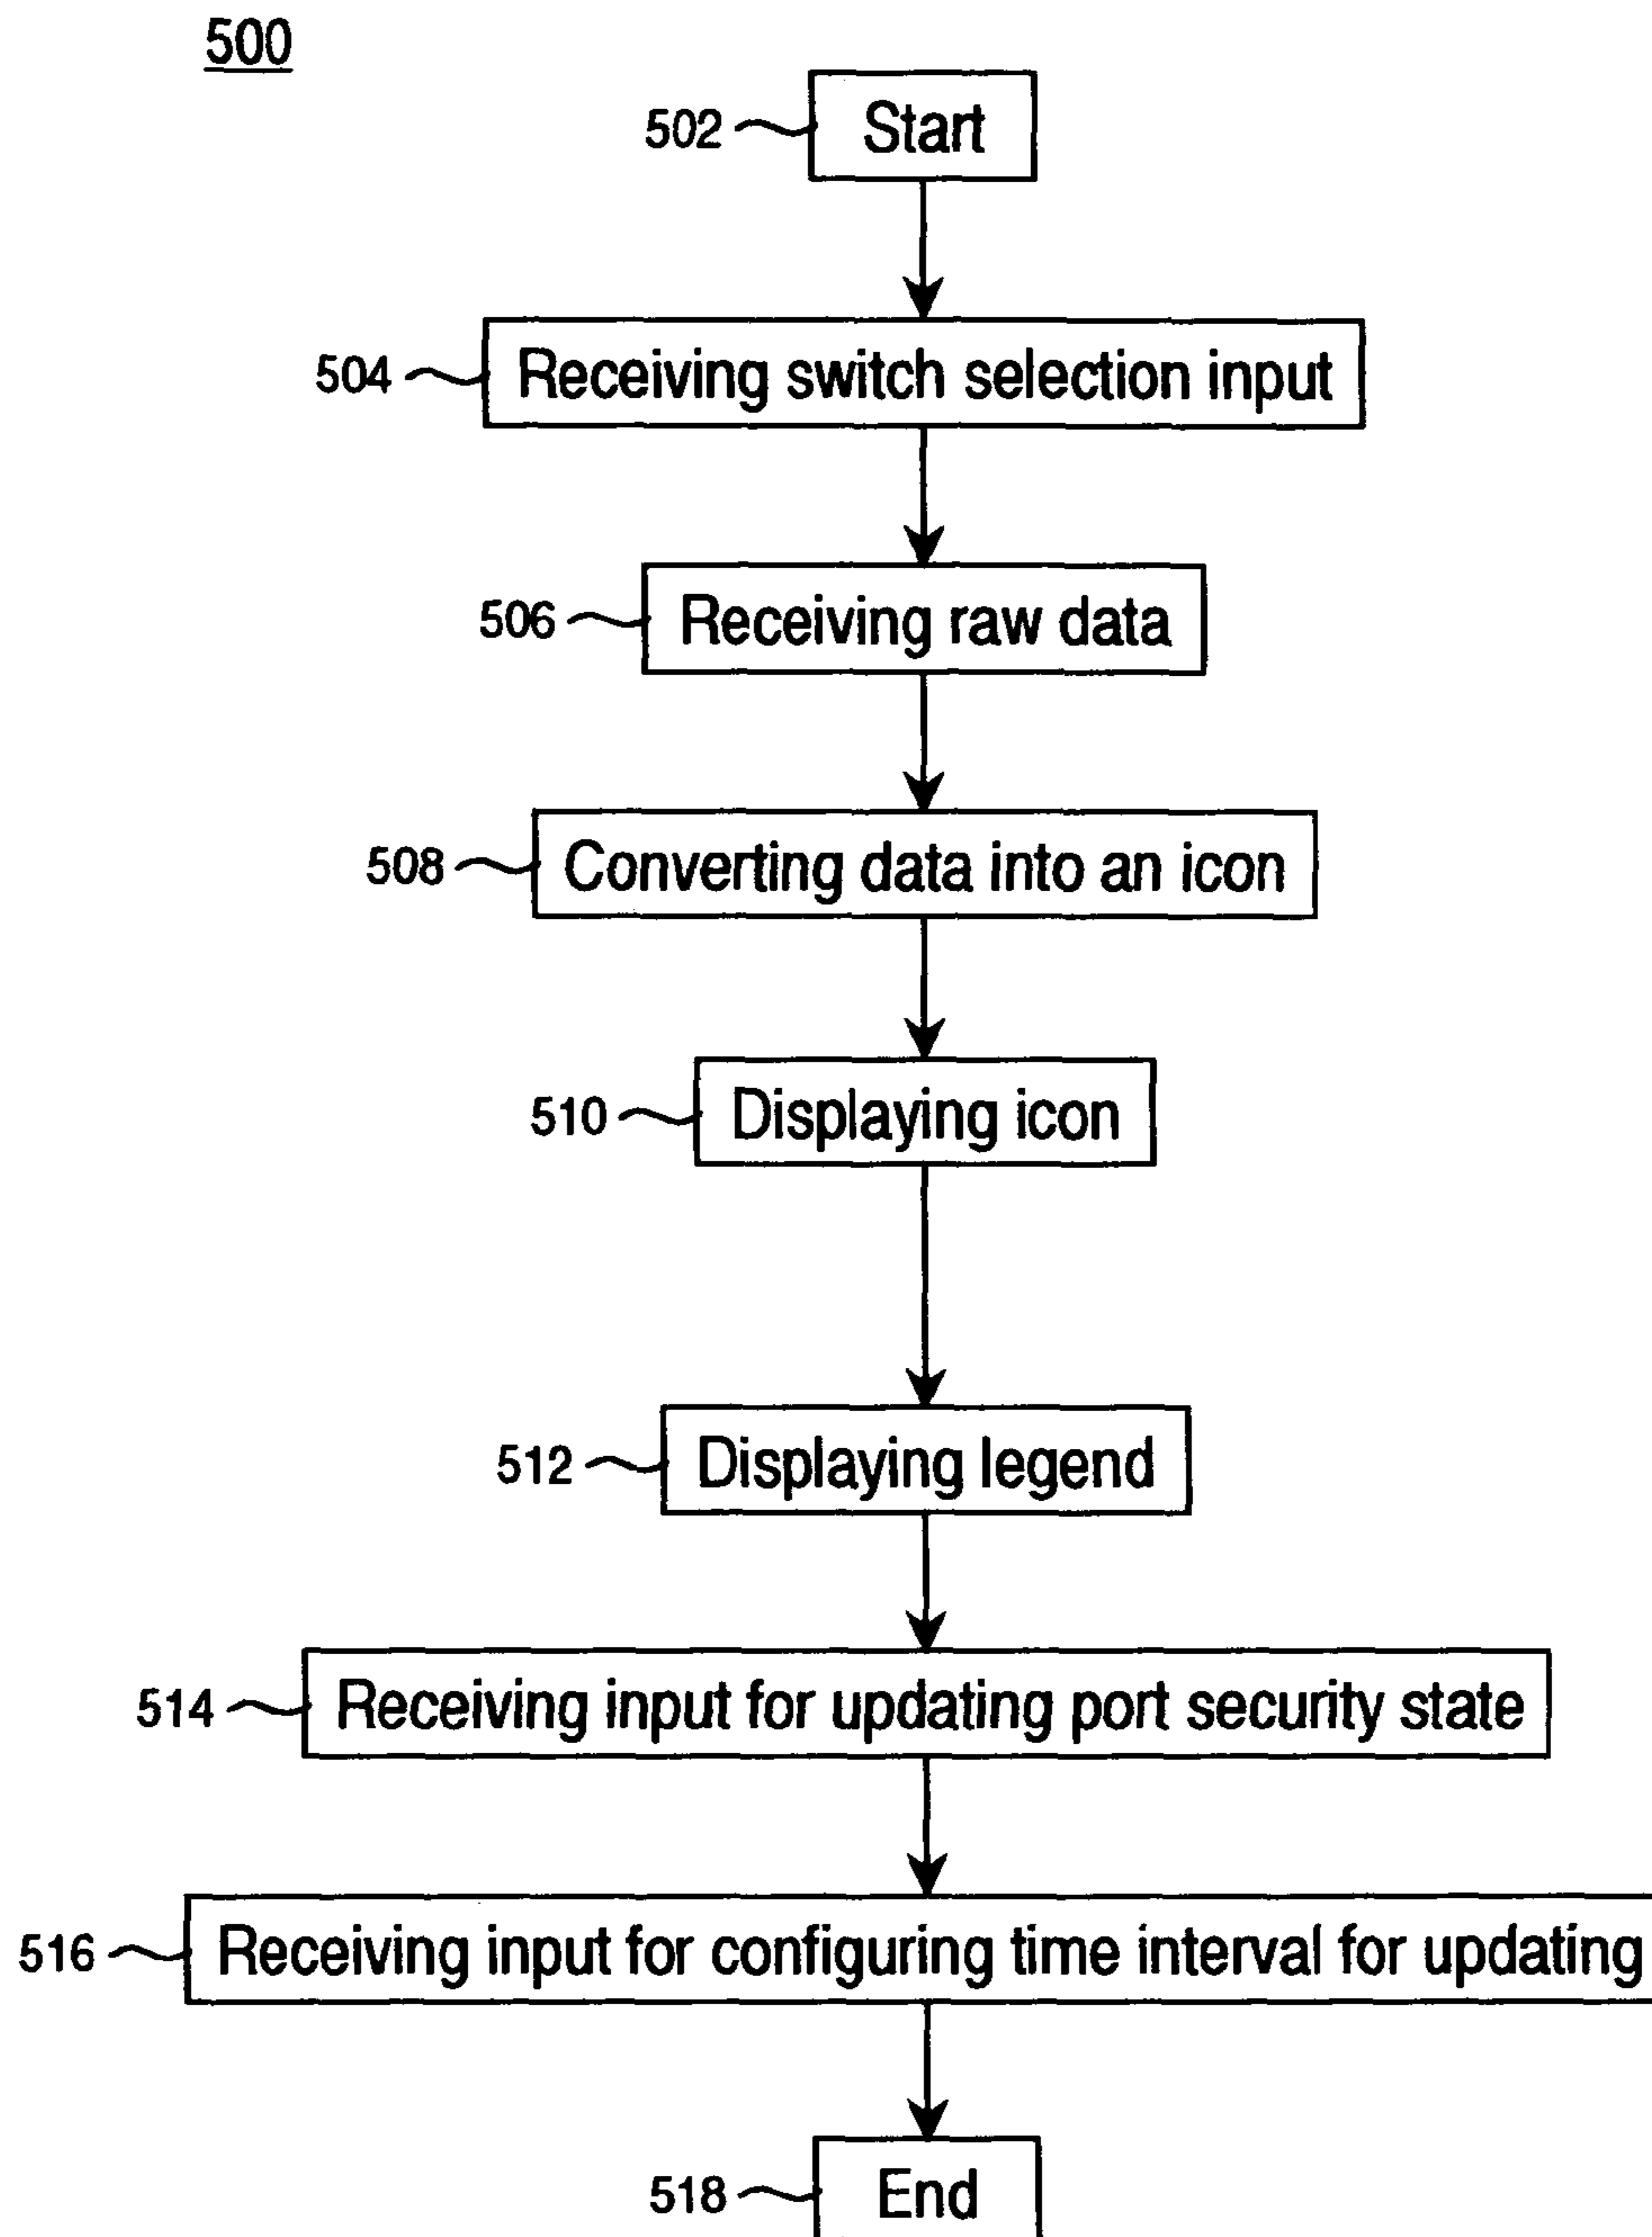 500
502 Start
504 Receiving switch selection input
506 Receiving raw data
508 Converting data into an icon
510 Displaying icon
512 Displaying legend
514 Receiving input for updating port security state
516 Receiving input for configuring time interval for updating
518 End